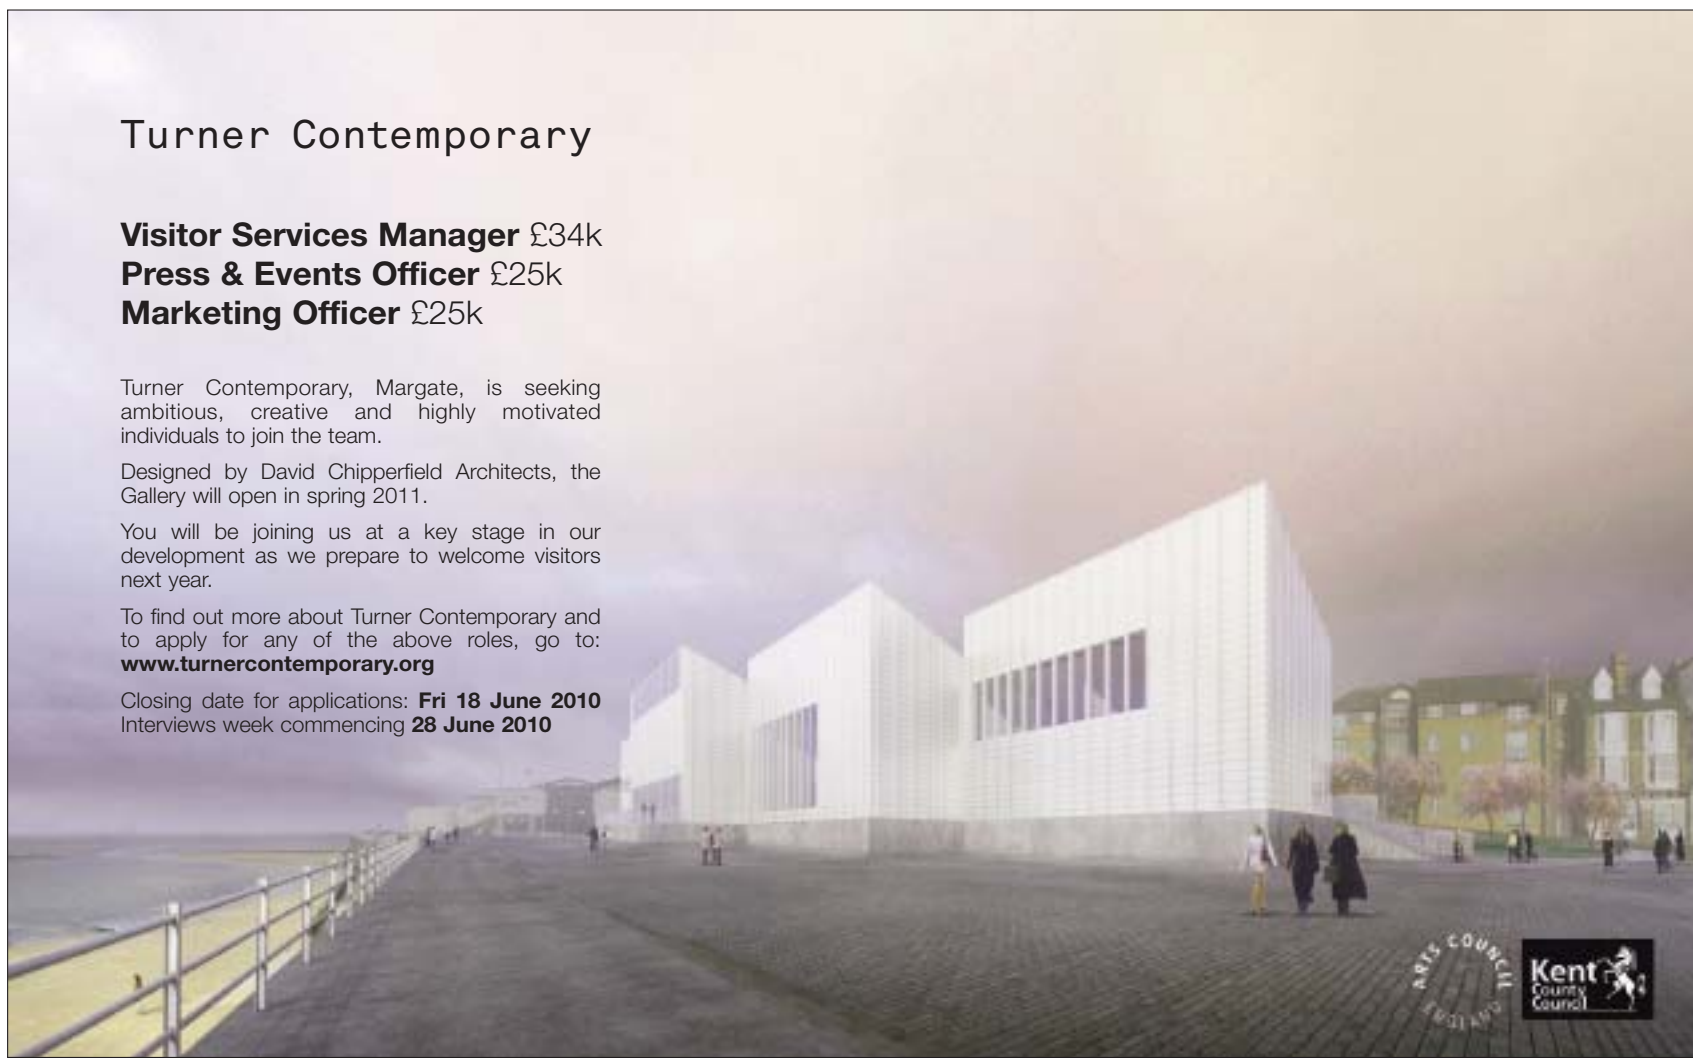 Turner Contemporary
Visitor Services Manager £34k
Press & Events Officer £25k
Marketing Officer £25k
Turner Contemporary, Margate, is seeking
ambitious, creative and highly motivated
individuals to join the team.
Designed by David Chipperfield Architects, the
Gallery will open in spring 2011.
You will be joining us at a key stage in our
development as we prepare to welcome visitors
next year.
To find out more about Turner Contemporary and
to apply for any of the above roles, go to:
www.turnercontemporary.org
Closing date for applications: Fri 18 June 2010
Interviews week commencing 28 June 2010
ARTS COUNCIL
ENGLAND
Kent
County
Council